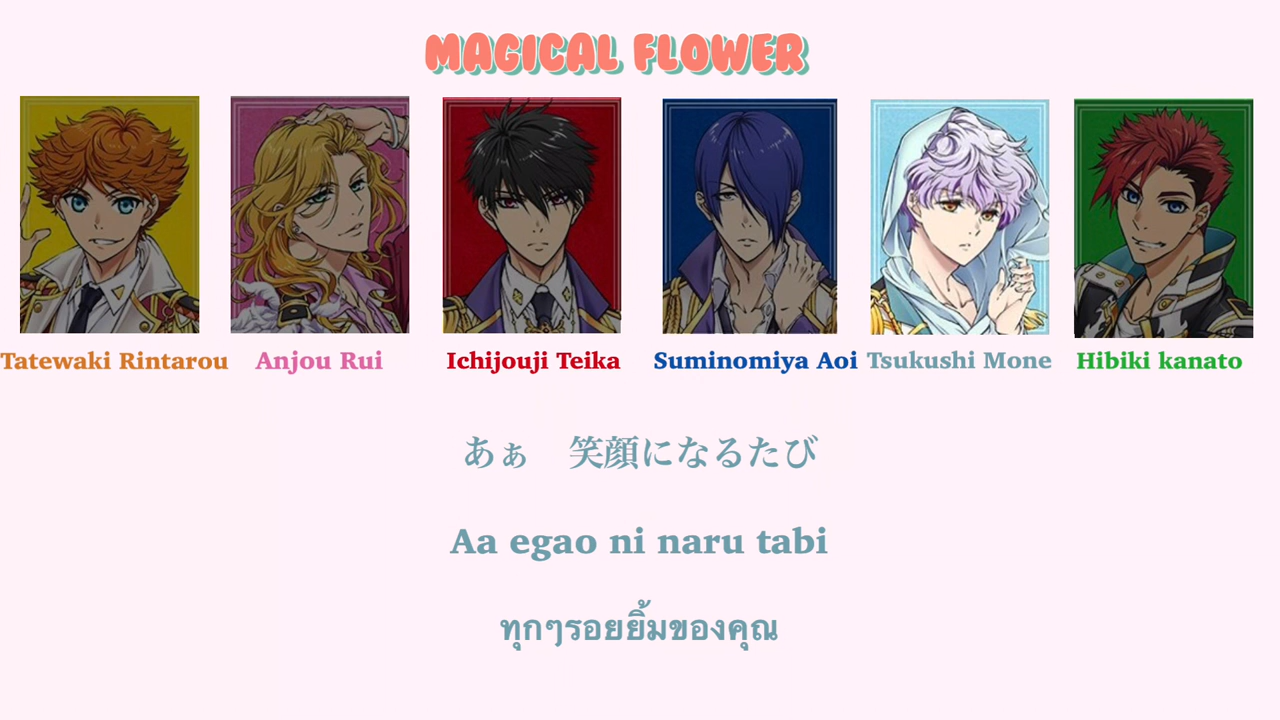 MAGICAL FLOWER
Tatewaki Rintarou Anjou Rui Ichijouji Teika Suminomiya Aoi Tsukushi Mone Hibiki kanato
あぁ　笑顔になるたび
Aa egao ni naru tabi
ทุกๆรอยยิ้มของคุณ